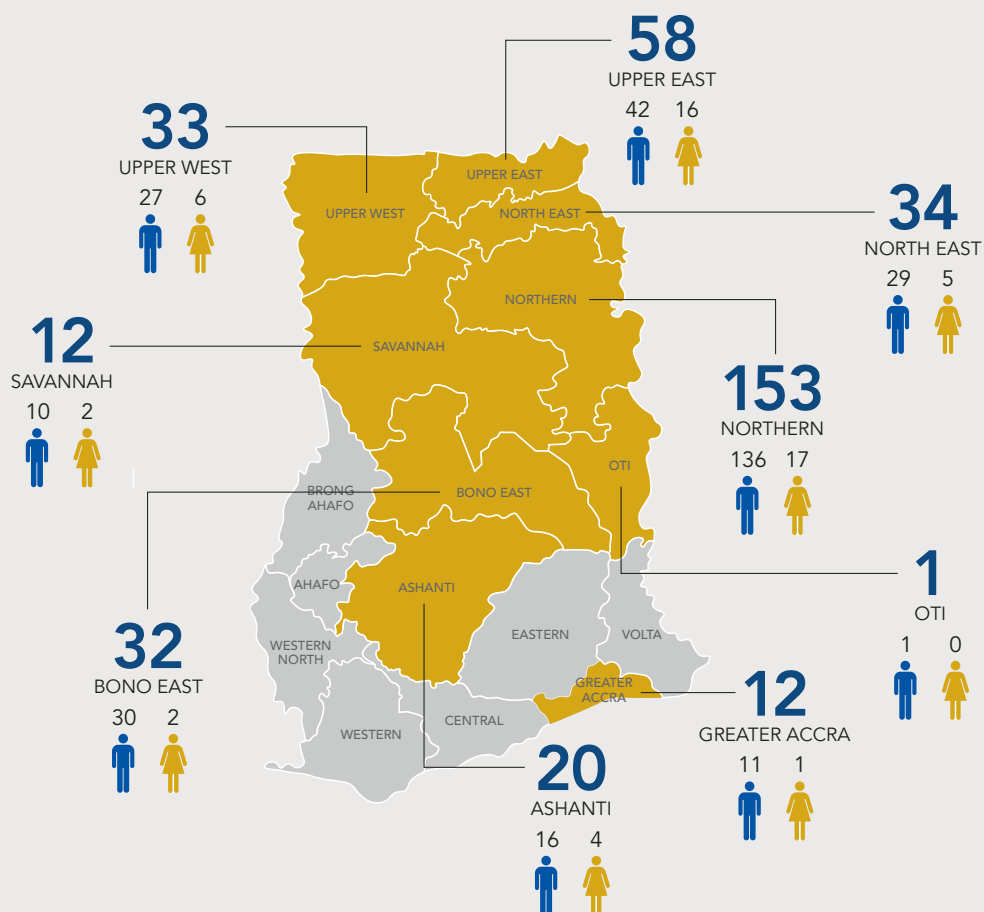 58
UPPER EAST
42 16
33
UPPER WEST
27 6
34
NORTH EAST
29 5
12
SAVANNAH
10 2
153
NORTHERN
136 17
1
OTI
1 0
32
BONO EAST
30 2
12
GREATER ACCRA
11 1
20
ASHANTI
16 4
UPPER EAST
UPPER WEST
NORTH EAST
NORTHERN
SAVANNAH
OTI
BRONG
AHAFO
BONO EAST
AHAFO
ASHANTI
EASTERN
VOLTA
WESTERN
NORTH
GREATER
ACCRA
CENTRAL
WESTERN